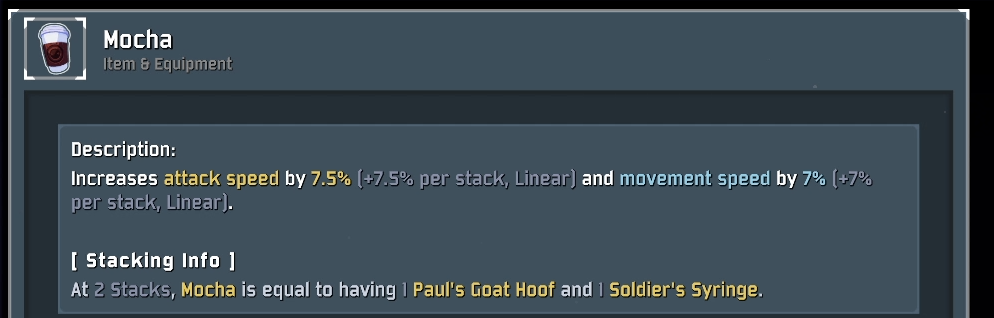 Mocha
Item & Equipment
Description:
Increases attack speed by 7.5% (+7.5% per stack, Linear) and movement speed by 7% (+7%
per stack, Linear).
[ Stacking Info ]
At 2 Stacks, Mocha is equal to having 1 Paul's Goat Hoof and 1 Soldier's Syringe.